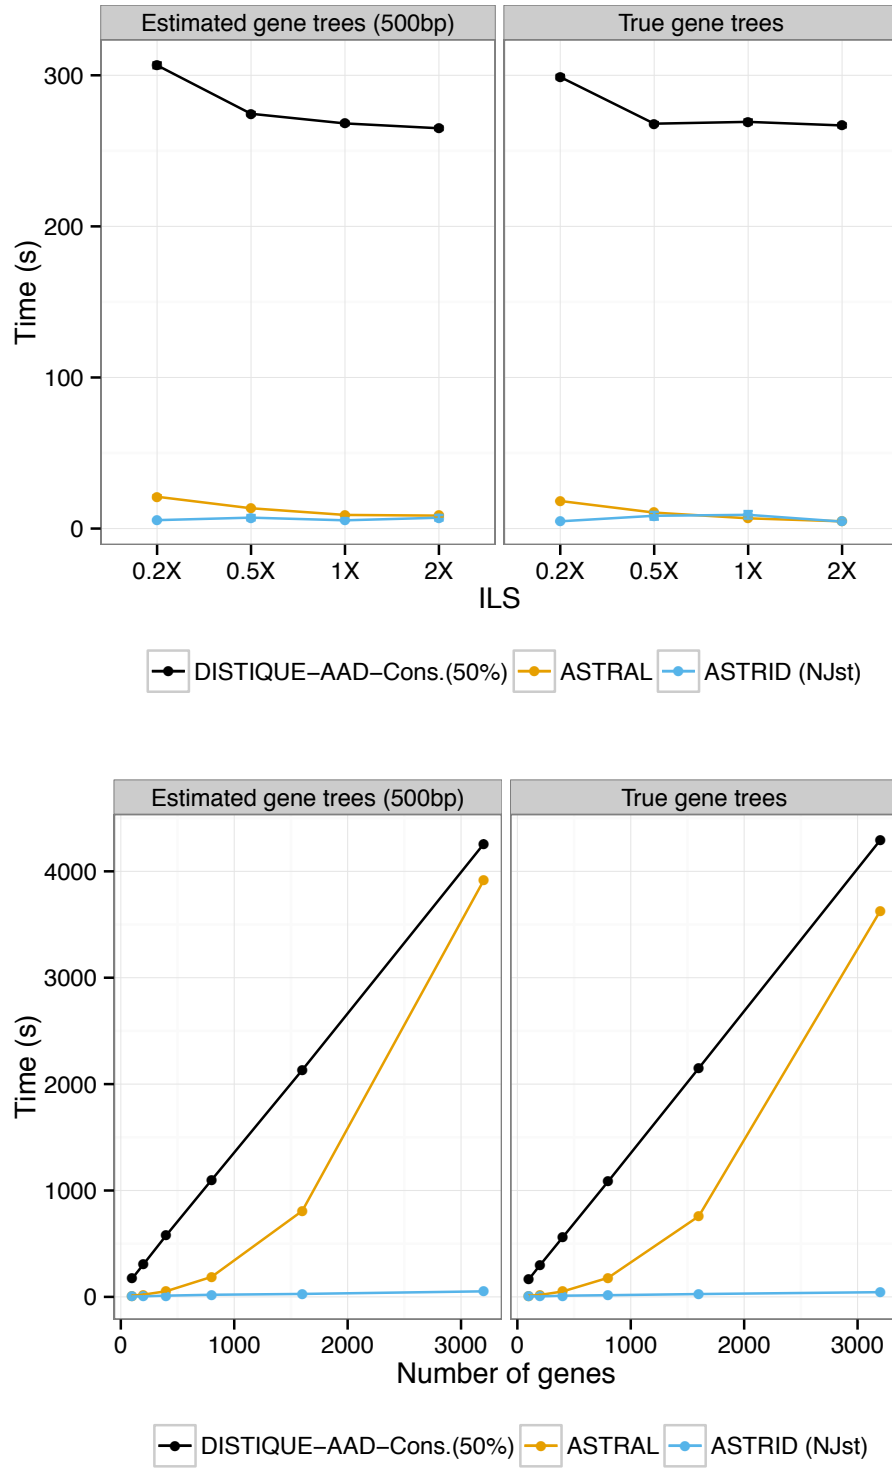 Estimated gene trees (500bp) True gene trees
300
200
100
0
Time (s)
0.2X 0.5X 1X 2X 0.2X 0.5X 1X 2X
ILS
DISTIQUE−AAD−Cons.(50%) ASTRAL ASTRID (NJst)
Estimated gene trees (500bp) True gene trees
4000
3000
2000
1000
0
Time (s)
0 1000 2000 3000 0 1000 2000 3000
Number of genes
DISTIQUE−AAD−Cons.(50%) ASTRAL ASTRID (NJst)